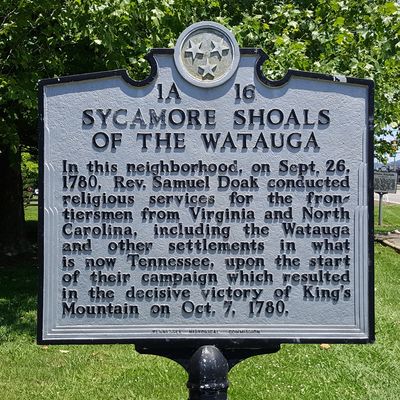 1A 16
SYCAMORE SHOALS
OF THE WATAUGA
In this neighborhood, on Sept. 26,
1780, Rev. Samuel Doak conducted
religious services for the fron-
tiersmen from Virginia and North
Carolina, including the Watauga
and other settlements in what
is now Tennessee, upon the start
of their campaign which resulted
in the decisive victory of King's
Mountain on Oct. 7, 1780.
TENNESSEE HISTORICAL COMMISSION